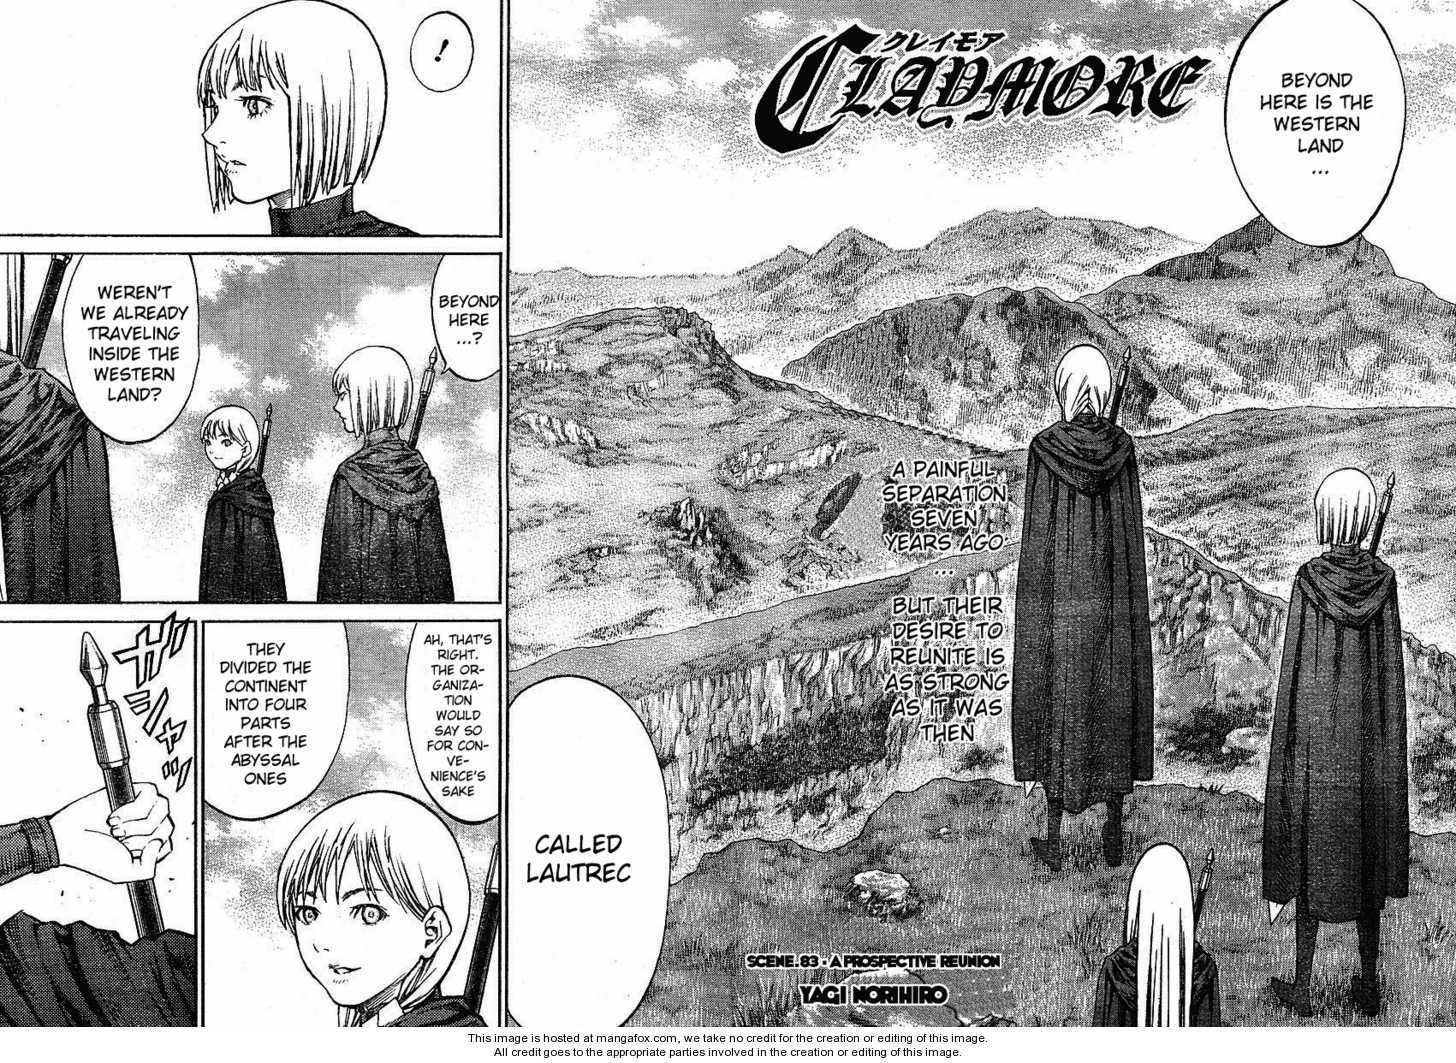 クレイモア
CLAYMORE
BEYOND
HERE IS THE
WESTERN
LAND
...
A PAINFUL
SEPARATION
SEVEN
YEARS AGO
...
BUT THEIR
DESIRE TO
REUNITE IS
AS STRONG
AS IT WAS
THEN
CALLED
LAUTREC
SCENE.83 • A PROSPECTIVE REUNION
YAGI NORIHIRO
!
BEYOND
HERE
...?
WEREN'T
WE ALREADY
TRAVELING
INSIDE THE
WESTERN
LAND?
AH, THAT'S
RIGHT.
THE OR-
GANIZA-
TION
WOULD
SAY SO
FOR CON-
VE-
NIENCE'S
SAKE
THEY
DIVIDED THE
CONTINENT
INTO FOUR
PARTS
AFTER THE
ABYSSAL
ONES
This image is hosted at mangafox.com, we take no credit for the creation or editing of this image.
All credit goes to the appropriate parties involved in the creation or editing of this image.